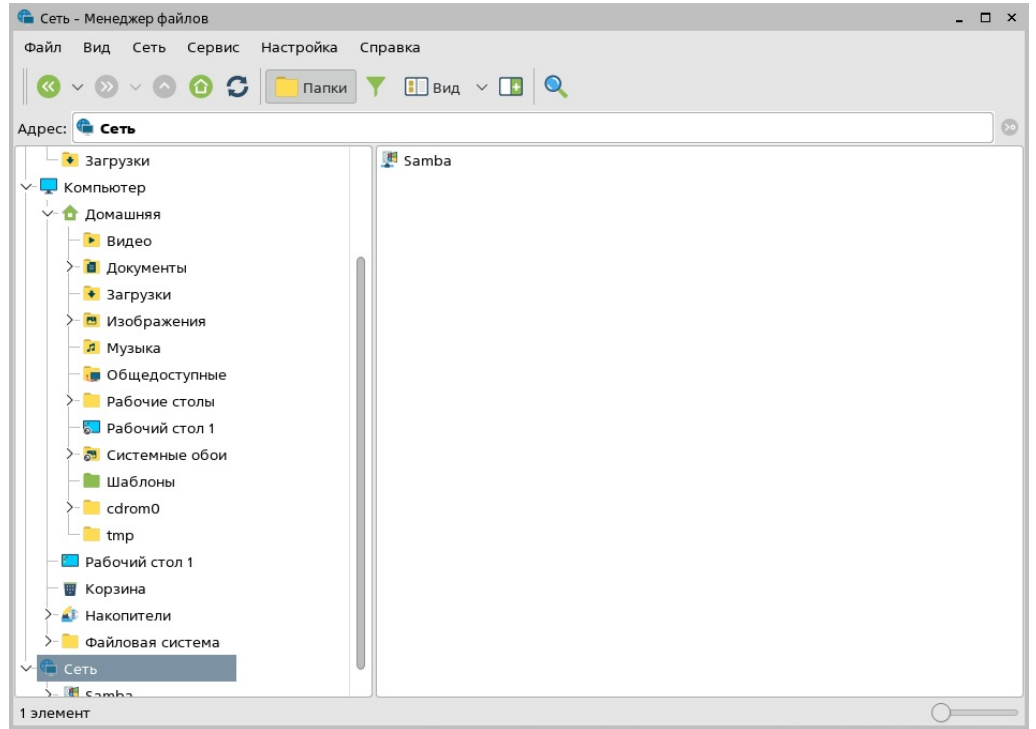 Сеть - Менеджер файлов
Файл Вид Сеть Сервис Настройка Справка
Папки Вид
Адрес: Сеть
Загрузки
Компьютер
Домашняя
Видео
Документы
Загрузки
Изображения
Музыка
Общедоступные
Рабочие столы
Рабочий стол 1
Системные обои
Шаблоны
cdrom0
tmp
Рабочий стол 1
Корзина
Накопители
Файловая система
Сеть
Samba
Samba
1 элемент